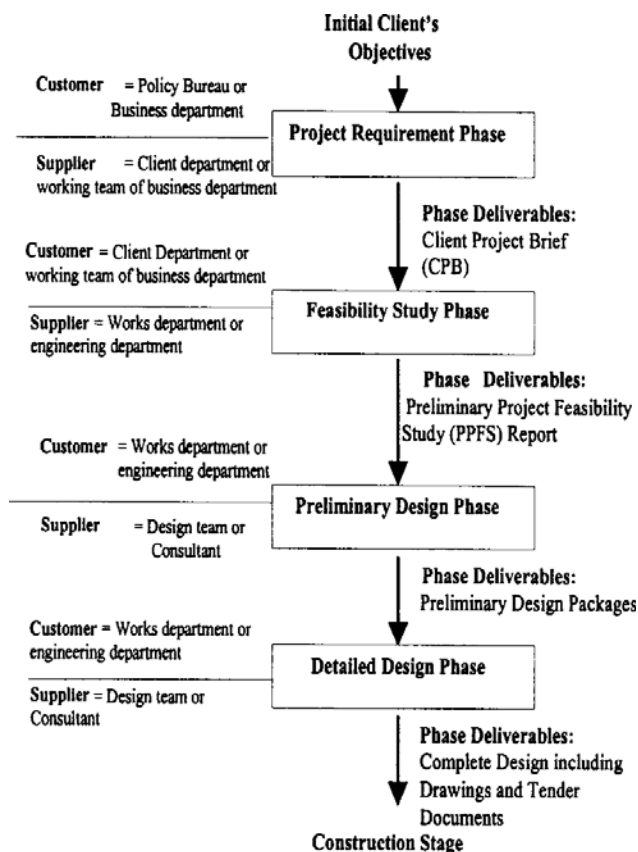 Initial Client's
Objectives
Customer = Policy Bureau or
Business department
Project Requirement Phase
Supplier = Client department or
working team of business department
Phase Deliverables:
Client Project Brief
(CPB)
Customer = Client Department or
working team of business department
Feasibility Study Phase
Supplier = Works department or
engineering department
Phase Deliverables:
Preliminary Project Feasibility
Study (PPFS) Report
Customer = Works department or
engineering department
Preliminary Design Phase
Supplier = Design team or
Consultant
Phase Deliverables:
Preliminary Design Packages
Customer = Works department or
engineering department
Detailed Design Phase
Supplier = Design team or
Consultant
Phase Deliverables:
Complete Design including
Drawings and Tender
Documents
Construction Stage